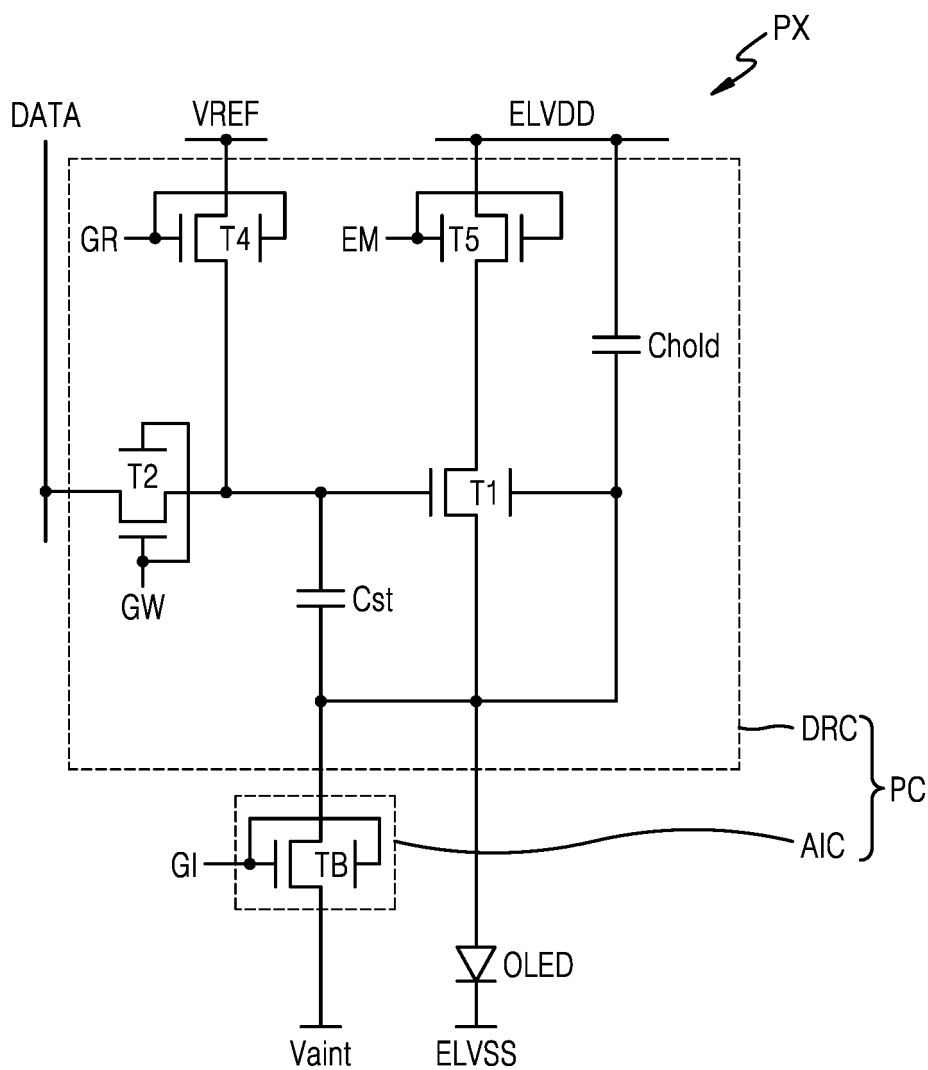 PX
DATA
VREF
ELVDD
GR
T4
EM
T5
Chold
T2
T1
GW
Cst
DRC
PC
AIC
GI
TB
OLED
Vaint
ELVSS